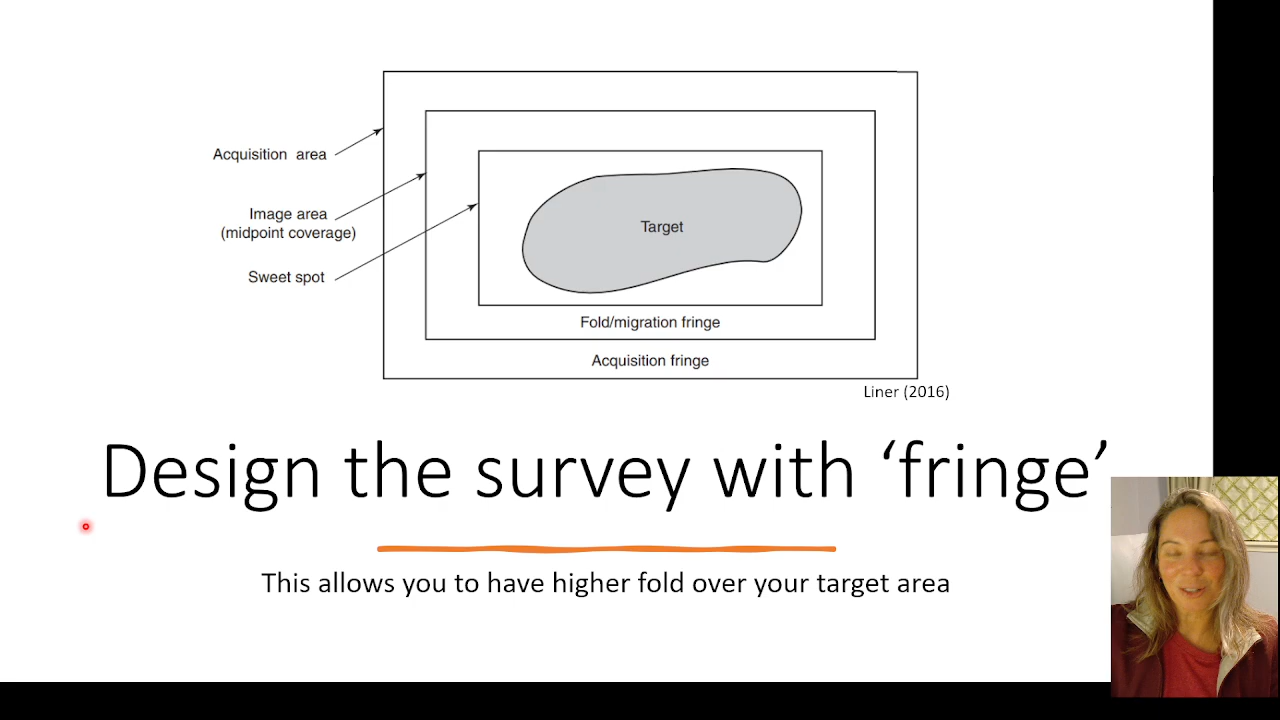 Acquisition area
Image area
(midpoint coverage)
Sweet spot
Target
Fold/migration fringe
Acquisition fringe
Liner (2016)
Design the survey with ‘fringe’
This allows you to have higher fold over your target area